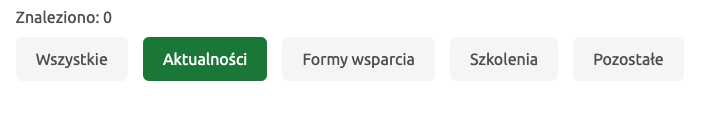 Znaleziono: 0
Wszystkie Aktualności Formy wsparcia Szkolenia Pozostałe